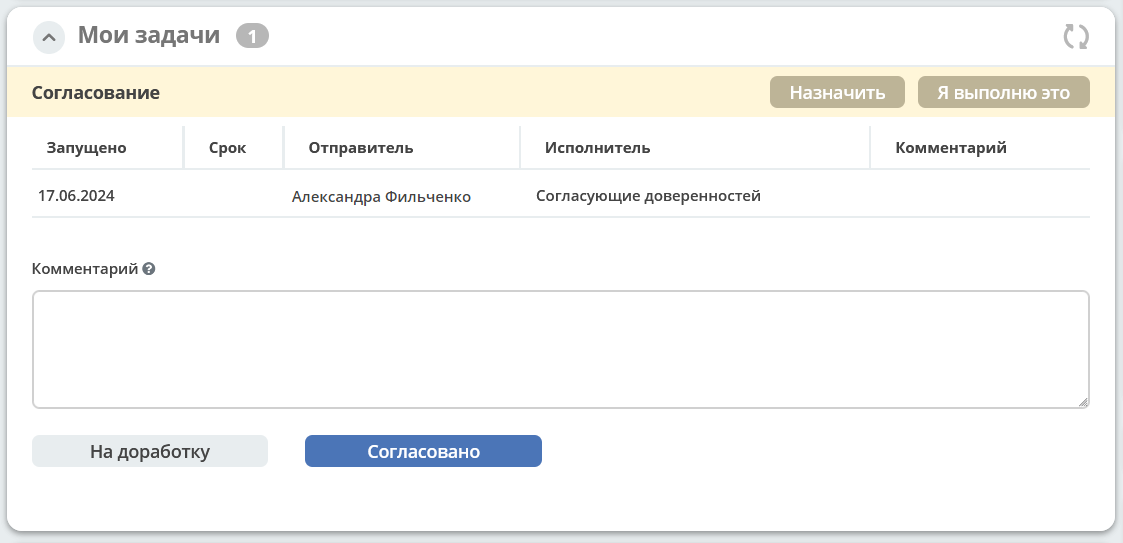 Мои задачи 1
Согласование Назначить Я выполню это
Запущено Срок Отправитель Исполнитель Комментарий
17.06.2024 Александра Фильченко Согласующие доверенностей
Комментарий ?
На доработку Согласовано